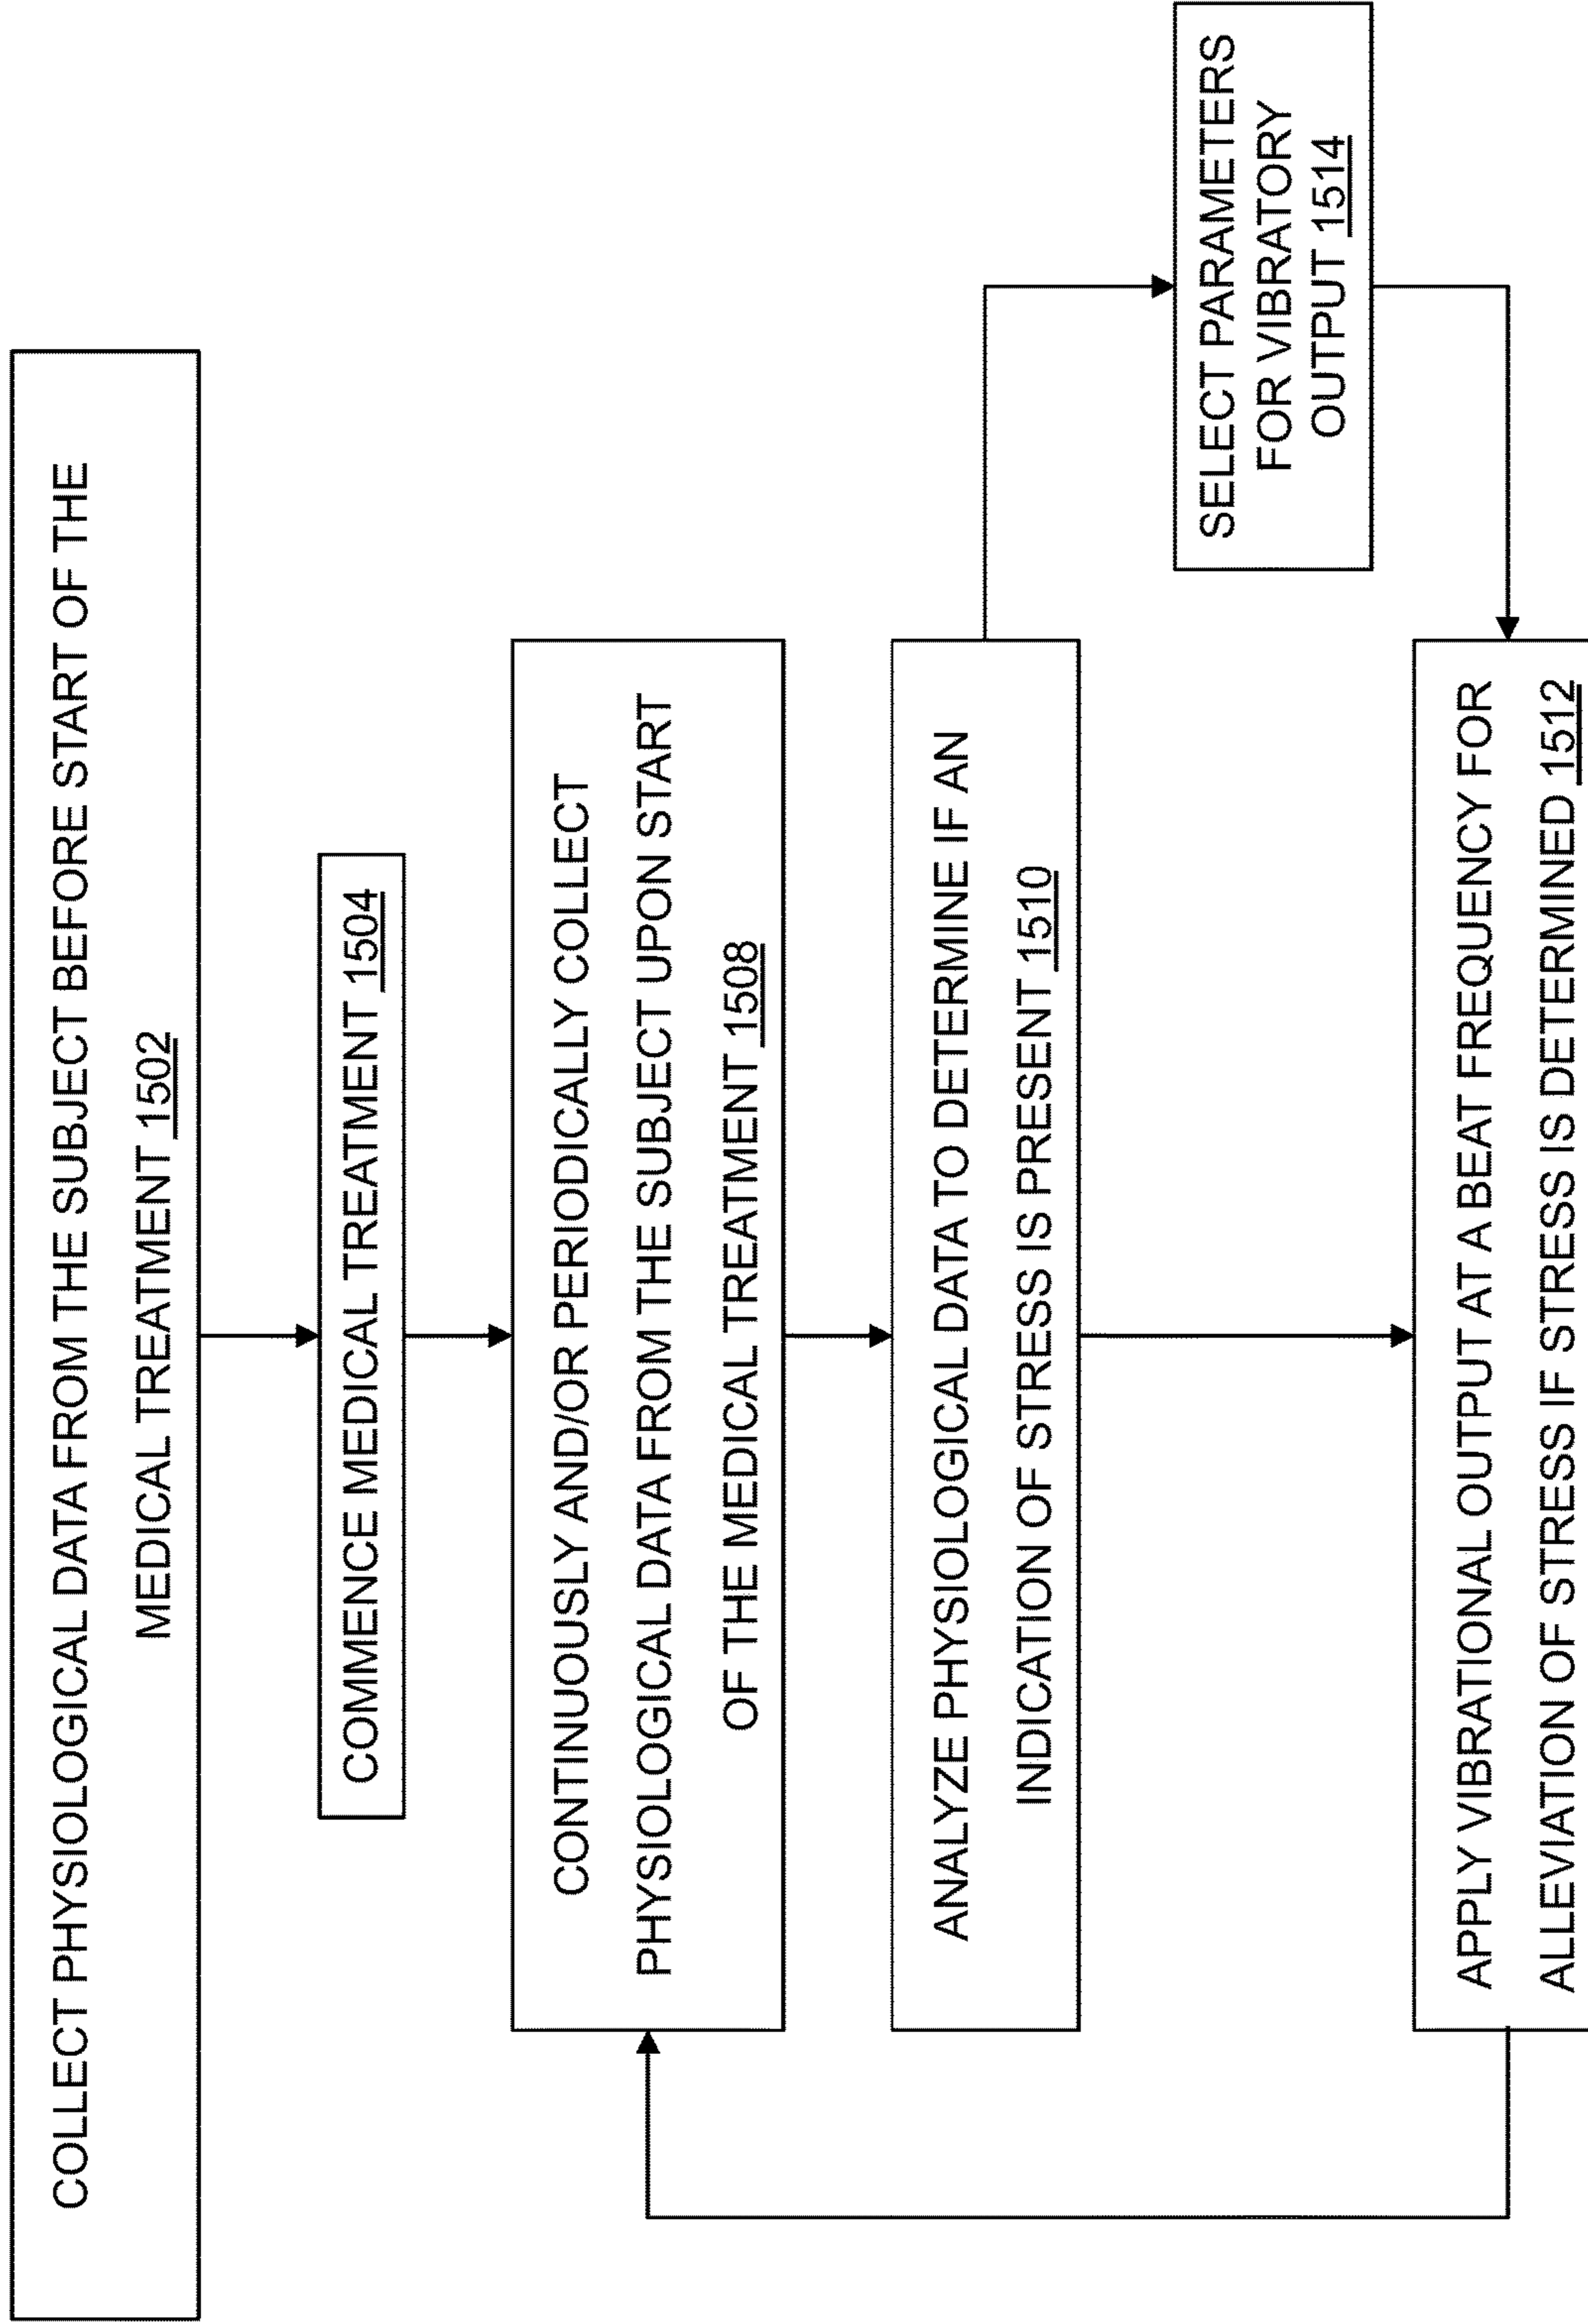 COLLECT PHYSIOLOGICAL DATA FROM THE SUBJECT BEFORE START OF THE
MEDICAL TREATMENT 1502
COMMENCE MEDICAL TREATMENT 1504
CONTINUOUSLY AND/OR PERIODICALLY COLLECT
PHYSIOLOGICAL DATA FROM THE SUBJECT UPON START
OF THE MEDICAL TREATMENT 1508
ANALYZE PHYSIOLOGICAL DATA TO DETERMINE IF AN
INDICATION OF STRESS IS PRESENT 1510
SELECT PARAMETERS
FOR VIBRATORY
OUTPUT 1514
APPLY VIBRATIONAL OUTPUT AT A BEAT FREQUENCY FOR
ALLEVIATION OF STRESS IF STRESS IS DETERMINED 1512